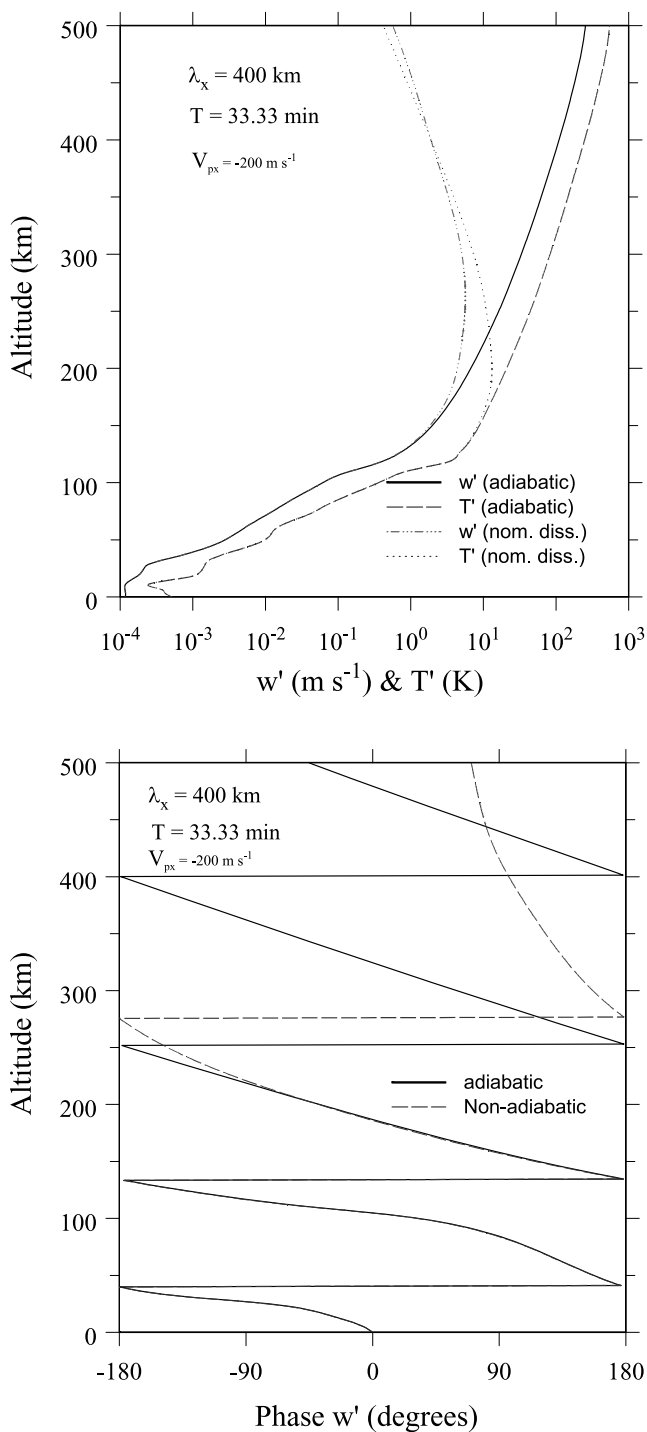 500
400
300
200
100
0
Altitude (km)
λx = 400 km
T = 33.33 min
Vpx = -200 m s-1
w' (adiabatic)
T' (adiabatic)
w' (nom. diss.)
T' (nom. diss.)
10-4 10-3 10-2 10-1 100 101 102 103
w' (m s-1) & T' (K)
500
400
300
200
100
0
Altitude (km)
λx = 400 km
T = 33.33 min
Vpx = -200 m s-1
adiabatic
Non-adiabatic
-180 -90 0 90 180
Phase w' (degrees)